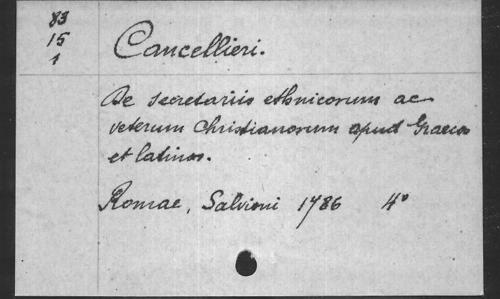 83
15
1
Cancellieri.
De secretariis ethnicorum ac
veterum Christianorum apud Graecos
et latinos.
Romae, Salvioni 1786 4°